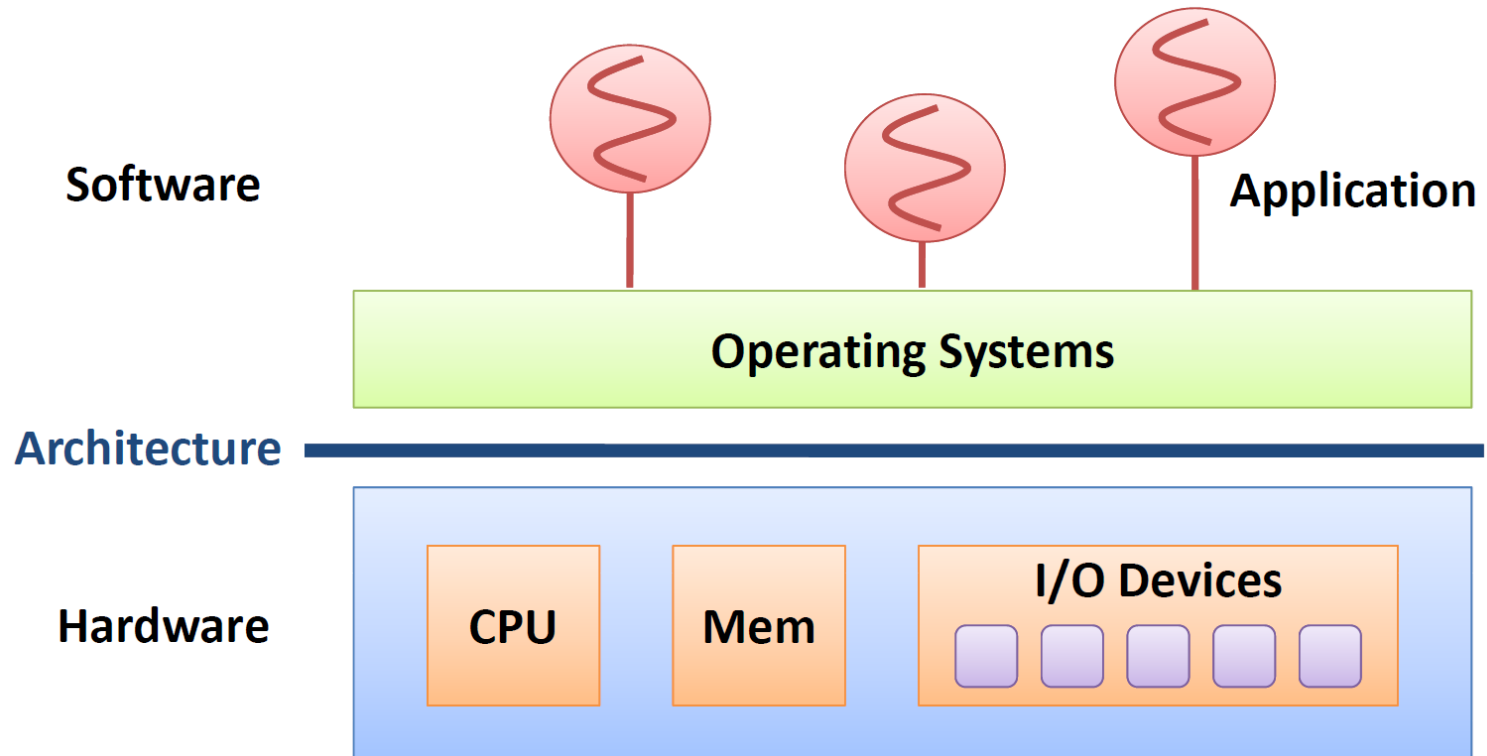 Software
Application
Operating Systems
Architecture
Hardware
CPU
Mem
I/O Devices